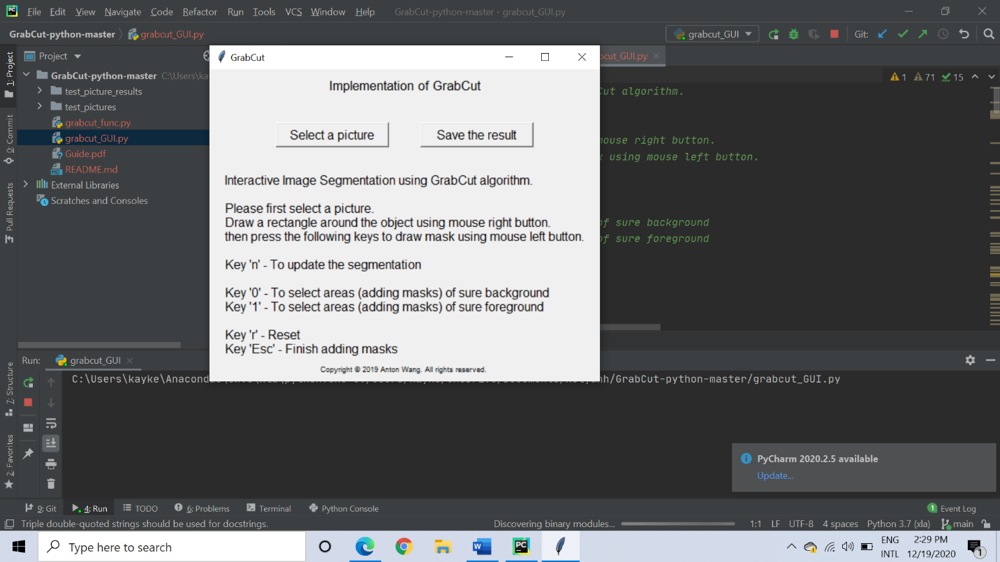 File Edit View Navigate Code Refactor Run Tools VCS Window Help GrabCut-python-master - grabcut_GUI.py
GrabCut-python-master grabcut_GUI.py
grabcut_GUI
Git:
1: Project
0: Commit
Pull Requests
7: Structure
2: Favorites
Project
GrabCut-python-master C:\Users\ka
test_picture_results
test_pictures
grabcut_func.py
grabcut_GUI.py
Guide.pdf
README.md
External Libraries
Scratches and Consoles
GrabCut
Implementation of GrabCut
Select a picture Save the result
Interactive Image Segmentation using GrabCut algorithm.
Please first select a picture.
Draw a rectangle around the object using mouse right button.
then press the following keys to draw mask using mouse left button.
Key 'n' - To update the segmentation
Key '0' - To select areas (adding masks) of sure background
Key '1' - To select areas (adding masks) of sure foreground
Key 'r' - Reset
Key 'Esc' - Finish adding masks
Copyright © 2019 Anton Wang. All rights reserved.
cut_GUI.py
1 71 15
Cut algorithm.
mouse right button.
using mouse left button.
of sure background
of sure foreground
Run: grabcut_GUI
/GrabCut-python-master/grabcut_GUI.py
PyCharm 2020.2.5 available
Update...
9: Git 4: Run TODO 6: Problems Terminal Python Console 1 Event Log
Triple double-quoted strings should be used for docstrings. Discovering binary modules... 1:1 LF UTF-8 4 spaces Python 3.7 (xla) main
Type here to search
ENG 2:29 PM
INTL 12/19/2020
1